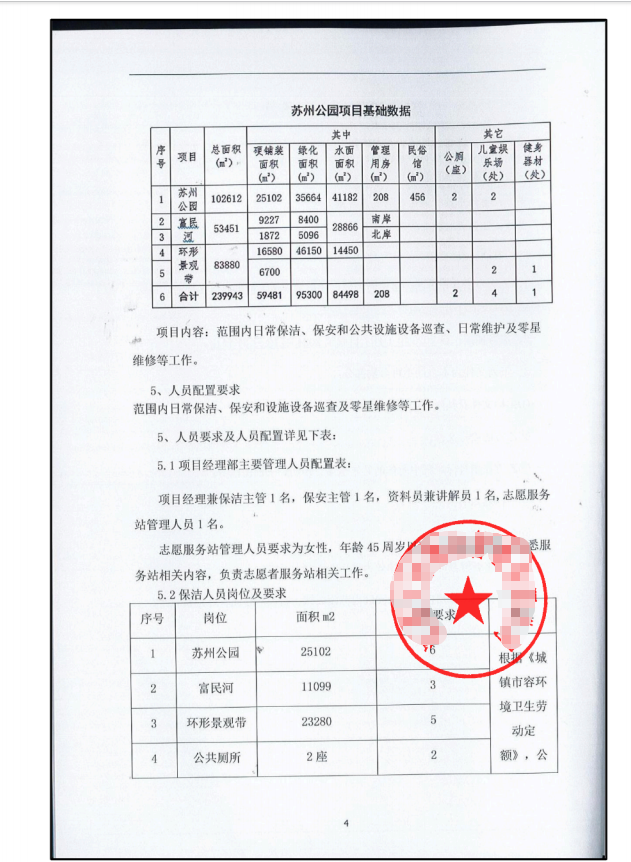 苏州公园项目基础数据
序号 项目 总面积(㎡) 其中 其它
硬铺装面积(㎡) 绿化面积(㎡) 水面面积(㎡) 管理用房(㎡) 民俗馆(㎡) 公厕(座) 儿童娱乐场(处) 健身器材(处)
1 苏州公园 102612 25102 35664 41182 208 456 2 2
2 富民河 53451 9227 8400 28866 南岸
3 1872 5096 北岸
4 环形景观带 83880 16580 46150 14450
5 6700 2 1
6 合计 239943 59481 95300 84498 208 2 4 1
项目内容：范围内日常保洁、保安和公共设施设备巡查、日常维护及零星
维修等工作。
5、人员配置要求
范围内日常保洁、保安和设施设备巡查及零星维修等工作。
5、人员要求及人员配置详见下表：
5.1 项目经理部主要管理人员配置表：
项目经理兼保洁主管 1 名，保安主管 1 名，资料员兼讲解员 1 名,志愿服务
站管理人员 1 名。
志愿服务站管理人员要求为女性，年龄 45 周岁 悉服
务站相关内容，负责志愿者服务站相关工作。
5.2 保洁人员岗位及要求
序号 岗位 面积 m2 要求
1 苏州公园 25102 6
2 富民河 11099 3
3 环形景观带 23280 5
4 公共厕所 2 座 2
根据《城
镇市容环
境卫生劳
动定
额》，公
4